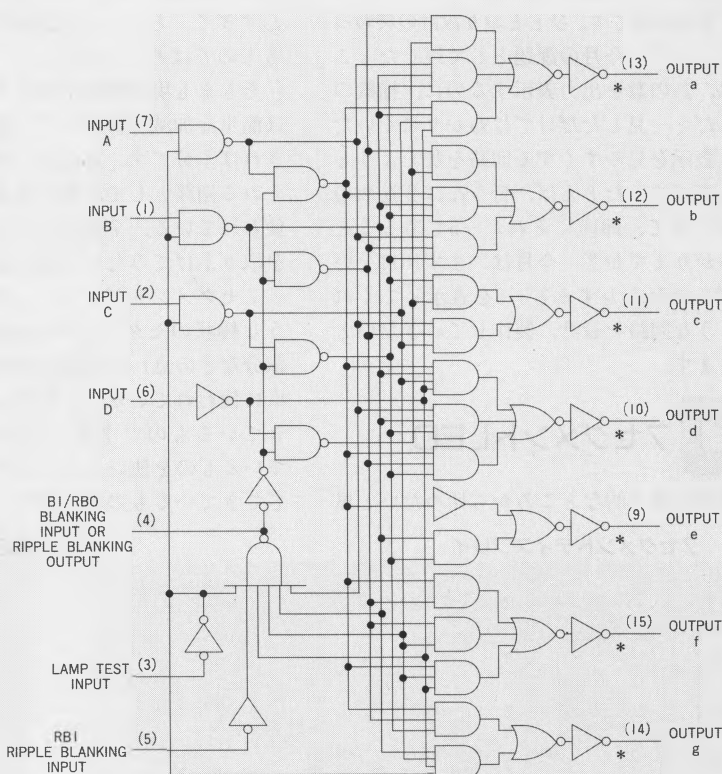 INPUT
A
(7)
INPUT
B
(1)
INPUT
C
(2)
INPUT
D
(6)
BI/RBO
BLANKING
INPUT OR
RIPPLE BLANKING
OUTPUT
(4)
LAMP TEST
INPUT
(3)
RBI
RIPPLE BLANKING
INPUT
(5)
(13)
*
OUTPUT
a
(12)
*
OUTPUT
b
(11)
*
OUTPUT
c
(10)
*
OUTPUT
d
(9)
*
OUTPUT
e
(15)
*
OUTPUT
f
(14)
*
OUTPUT
g